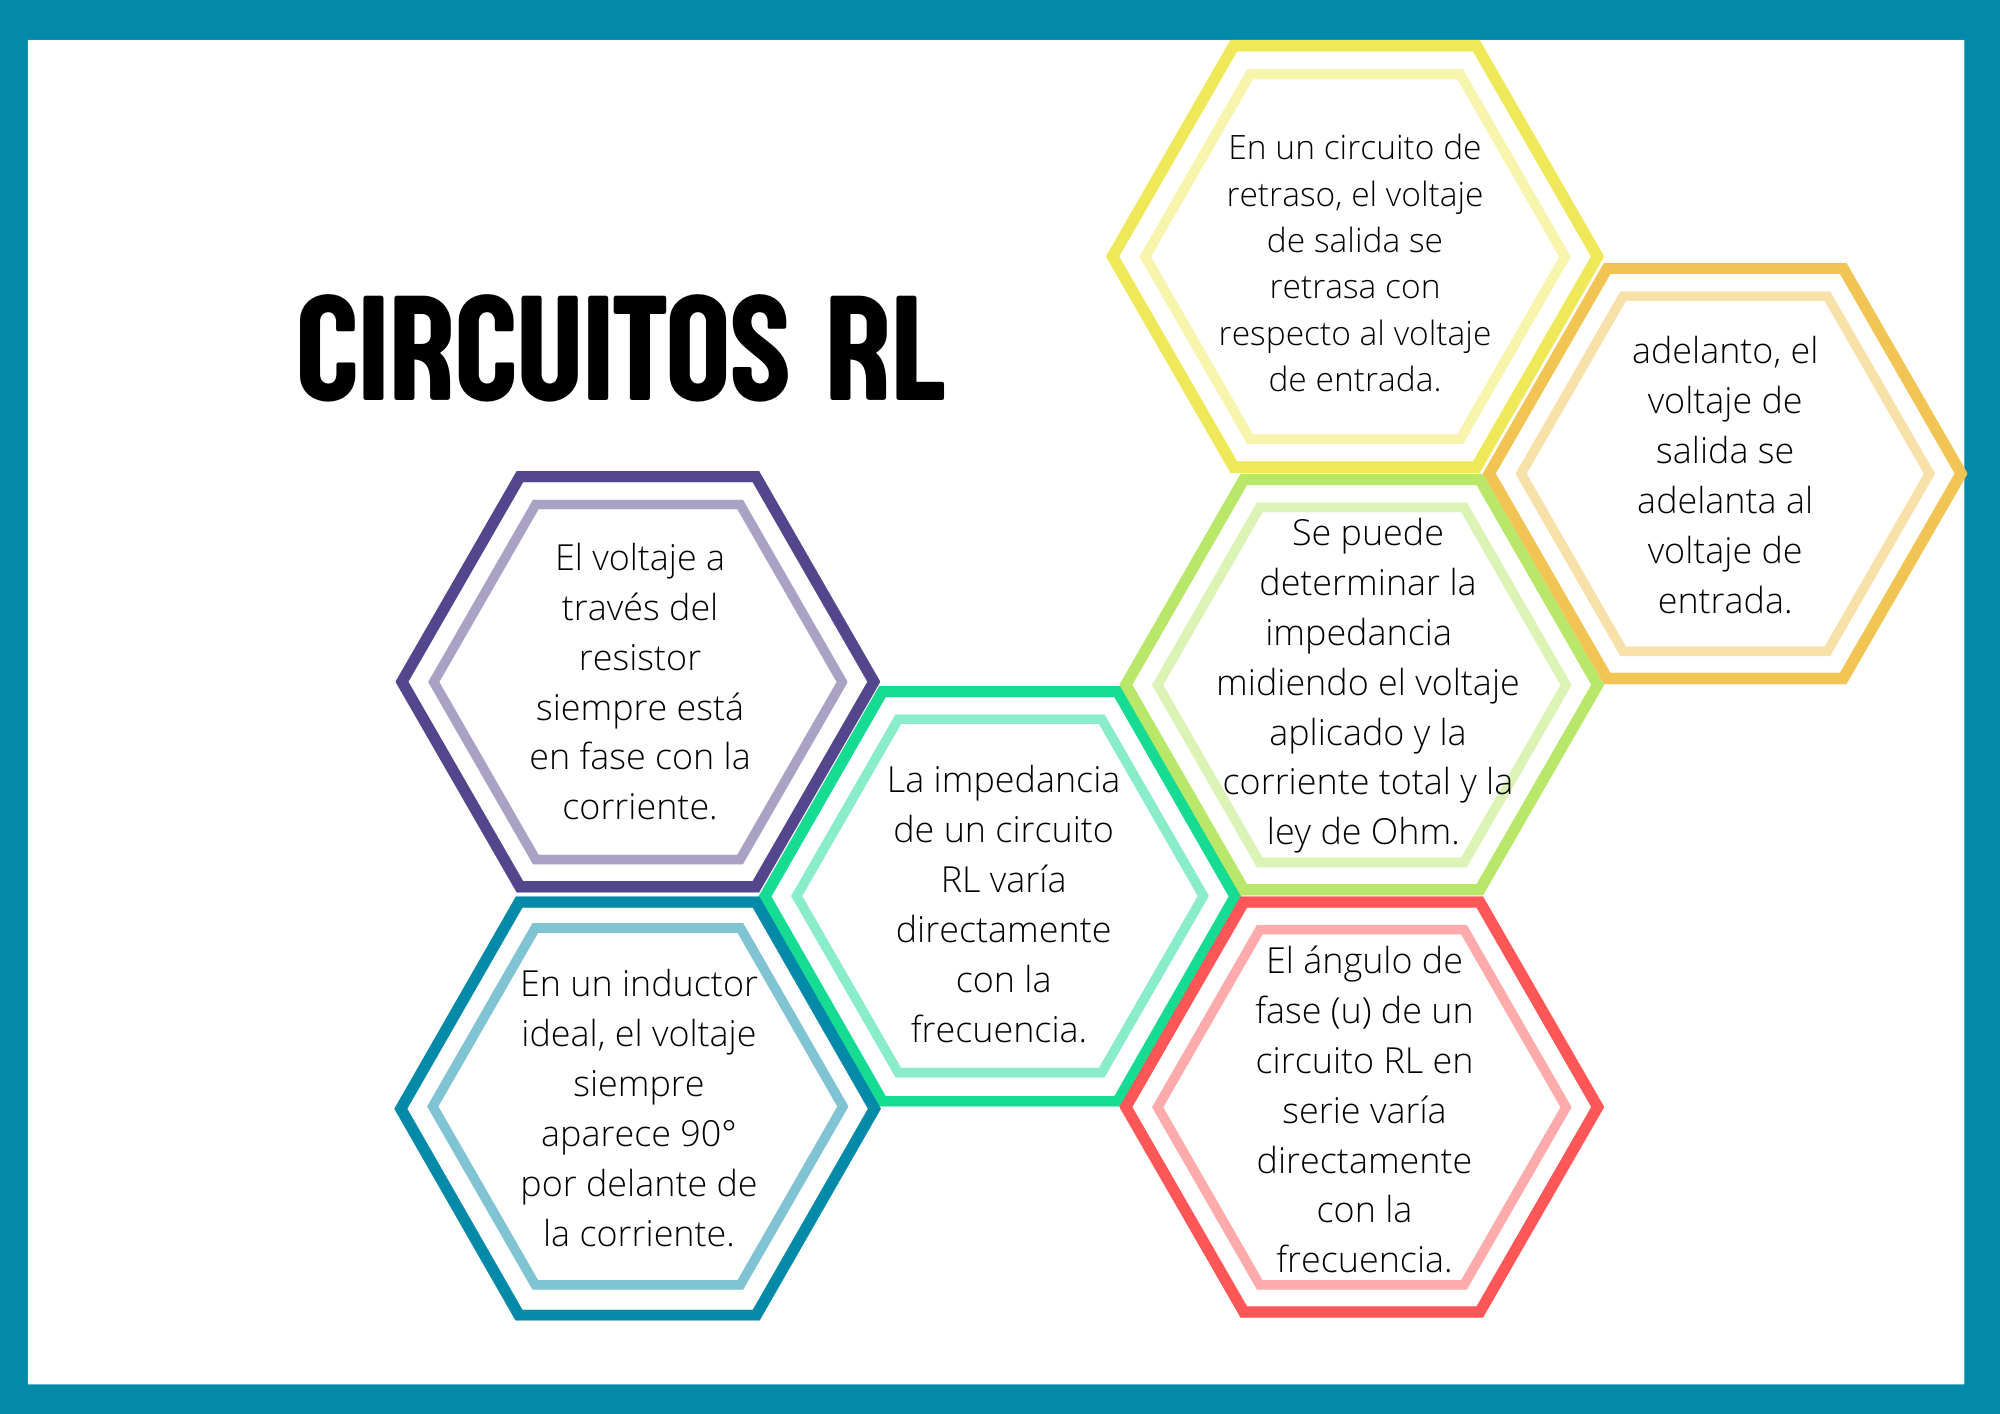 CIRCUITOS RL
En un circuito de
retraso, el voltaje
de salida se
retrasa con
respecto al voltaje
de entrada.
adelanto, el
voltaje de
salida se
adelanta al
voltaje de
entrada.
El voltaje a
través del
resistor
siempre está
en fase con la
corriente.
Se puede
determinar la
impedancia
midiendo el voltaje
aplicado y la
corriente total y la
ley de Ohm.
La impedancia
de un circuito
RL varía
directamente
con la
frecuencia.
En un inductor
ideal, el voltaje
siempre
aparece 90°
por delante de
la corriente.
El ángulo de
fase (u) de un
circuito RL en
serie varía
directamente
con la
frecuencia.